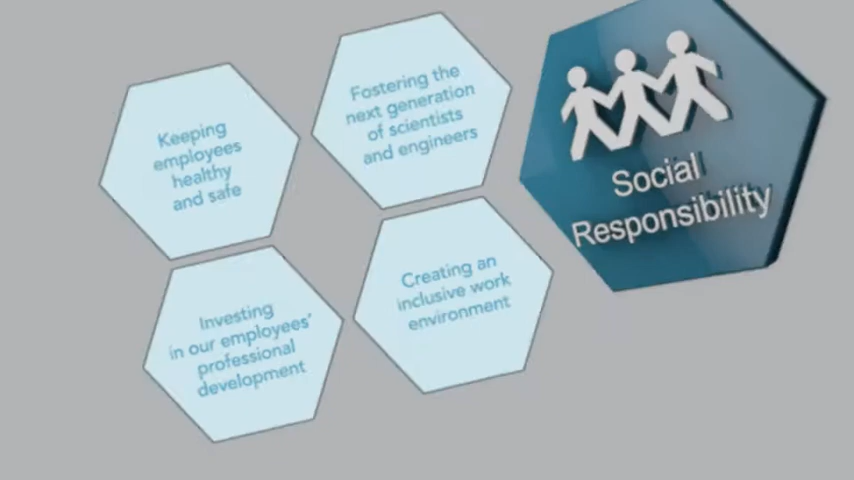 Keeping
employees
healthy
and safe
Fostering the
next generation
of scientists
and engineers
Social
Responsibility
Investing
in our employees'
professional
development
Creating an
inclusive work
environment